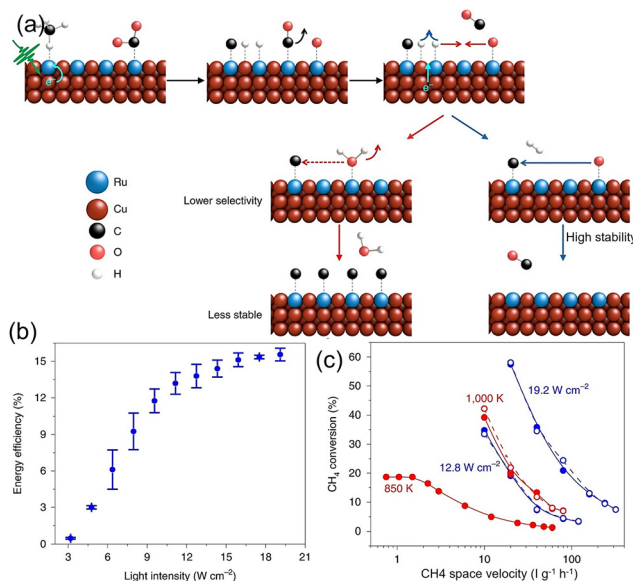 (a)
e⁻
e⁻
Ru
Cu
C
O
H
Lower selectivity
High stability
Less stable
(b)
Energy efficiency (%)
15
12
9
6
3
0
3 6 9 12 15 18 21
Light intensity (W cm⁻²)
(c)
CH₄ conversion (%)
60
50
40
30
20
10
0
19.2 W cm⁻²
1,000 K
12.8 W cm⁻²
850 K
1 10 100
CH4 space velocity (l g⁻¹ h⁻¹)